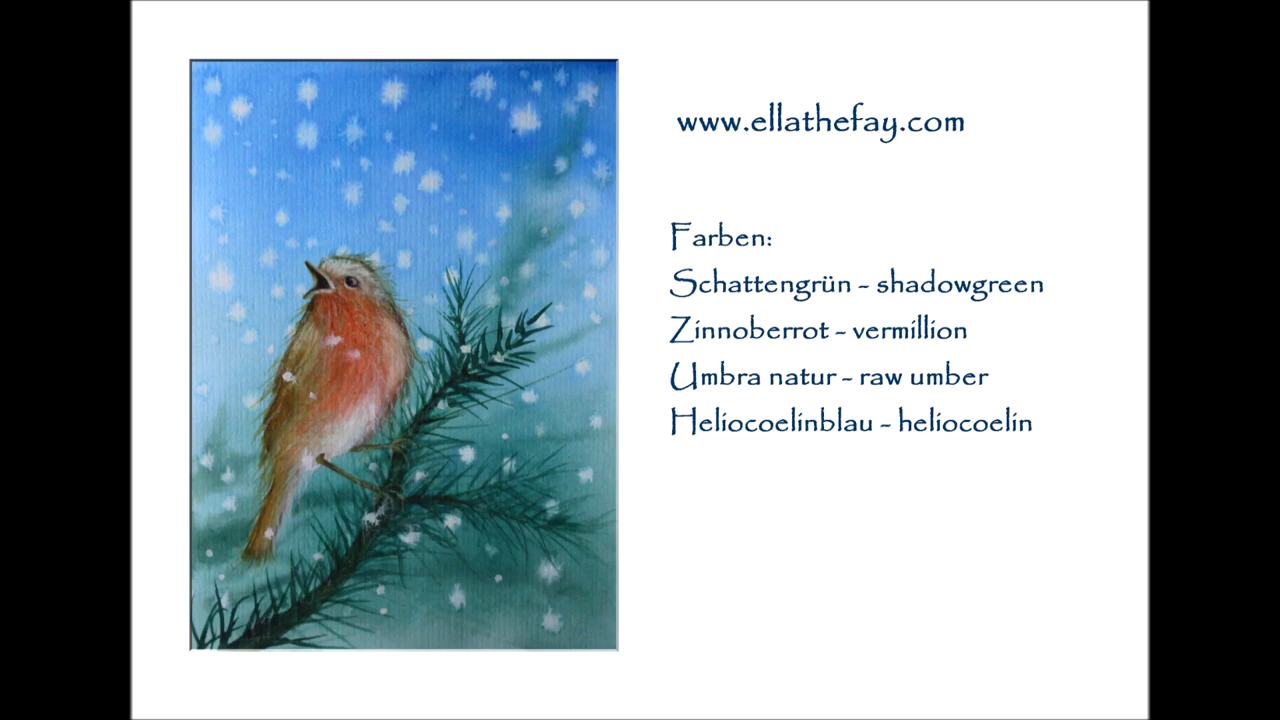 www.ellathefay.com
Farben:
Schattengrün - shadowgreen
Zinnoberrot - vermillion
Umbra natur - raw umber
Heliocoelinblau - heliocoelin